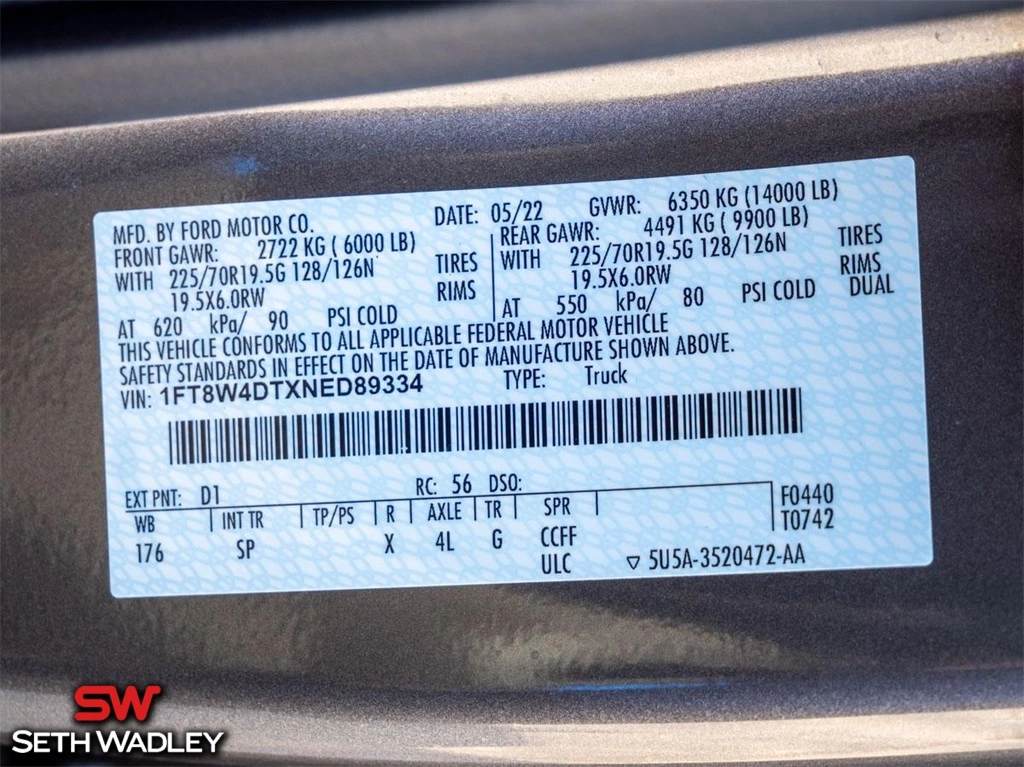 MFD. BY FORD MOTOR CO. DATE: 05/22 GVWR: 6350 KG (14000 LB)
FRONT GAWR: 2722 KG ( 6000 LB) REAR GAWR: 4491 KG ( 9900 LB)
WITH 225/70R19.5G 128/126N TIRES WITH 225/70R19.5G 128/126N TIRES
19.5X6.0RW RIMS 19.5X6.0RW RIMS
AT 620 kPa/ 90 PSI COLD AT 550 kPa/ 80 PSI COLD DUAL
THIS VEHICLE CONFORMS TO ALL APPLICABLE FEDERAL MOTOR VEHICLE
SAFETY STANDARDS IN EFFECT ON THE DATE OF MANUFACTURE SHOWN ABOVE.
VIN: 1FT8W4DTXNED89334 TYPE: Truck
EXT PNT: D1 RC: 56 DSO:
WB INT TR TP/PS R AXLE TR SPR F0440
176 SP X 4L G CCFF T0742
ULC ▽ 5U5A-3520472-AA
SW
SETH WADLEY